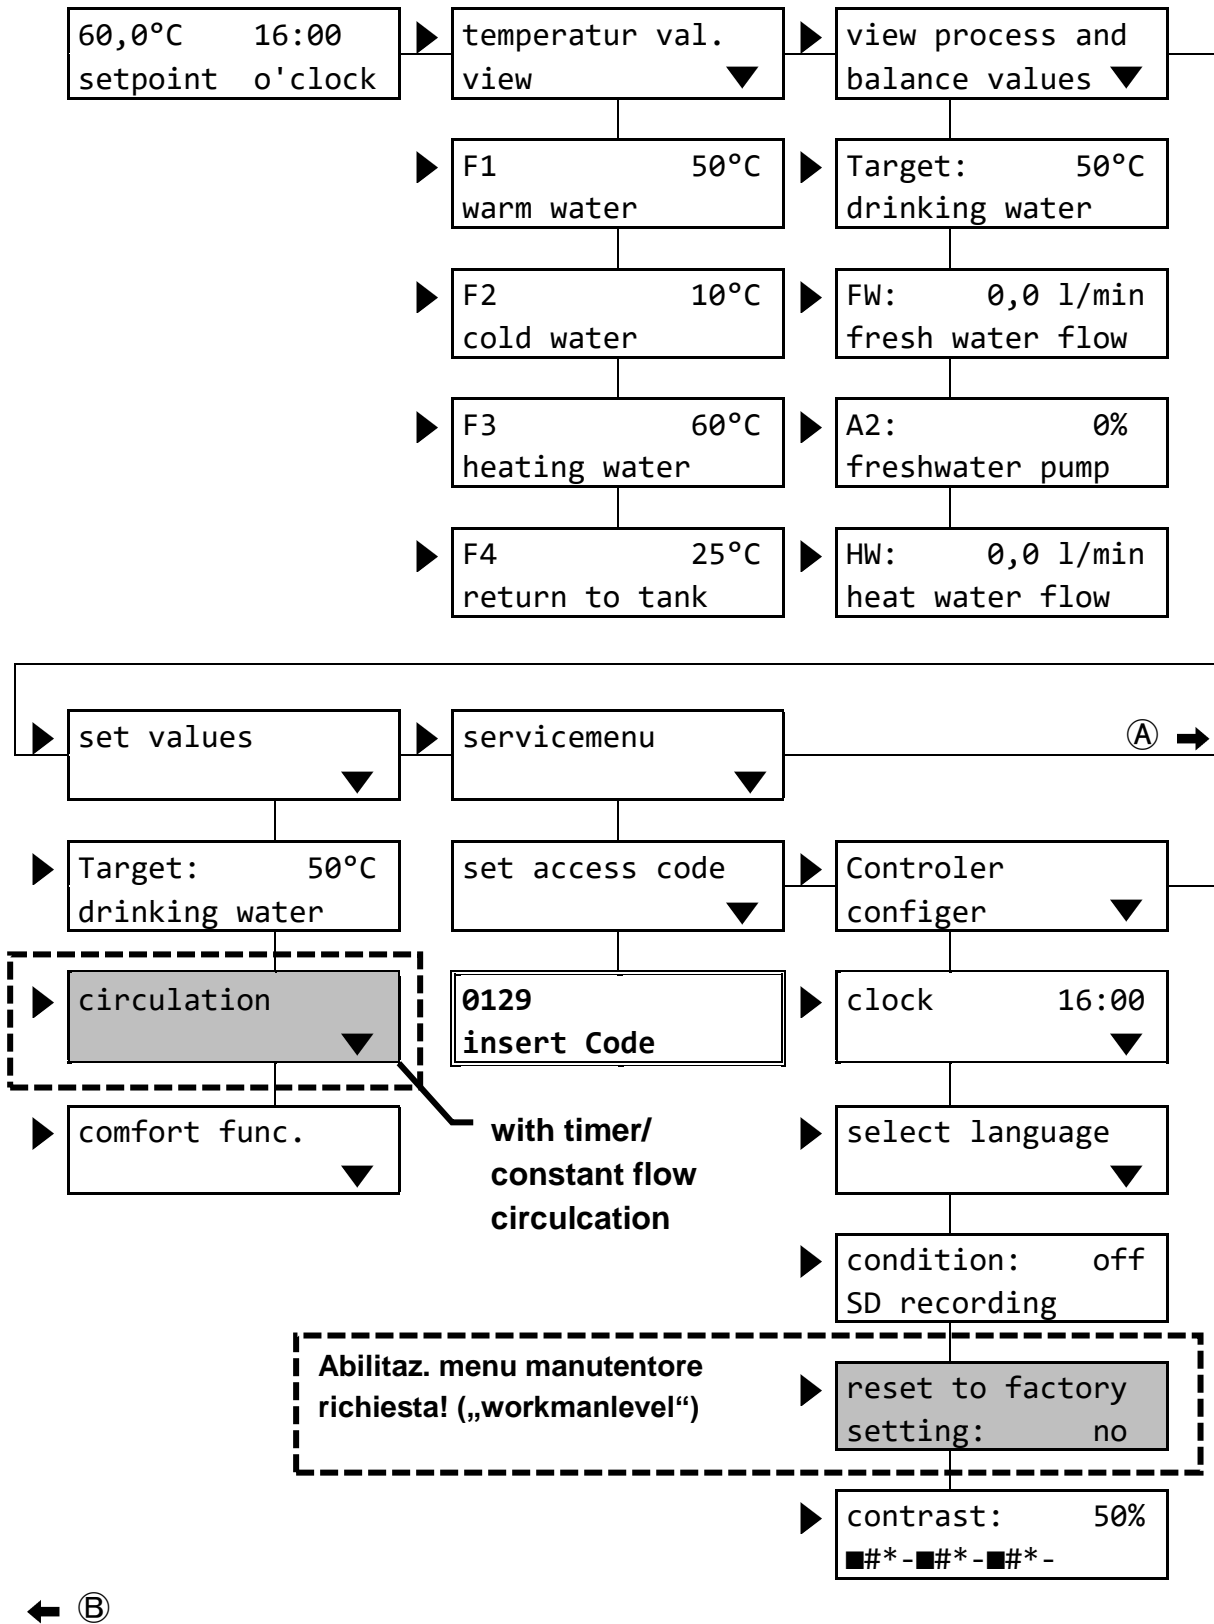 60,0°C 16:00
setpoint o'clock
temperatur val.
view ▼
view process and
balance values ▼
F1 50°C
warm water
Target: 50°C
drinking water
F2 10°C
cold water
FW: 0,0 l/min
fresh water flow
F3 60°C
heating water
A2: 0%
freshwater pump
F4 25°C
return to tank
HW: 0,0 l/min
heat water flow
set values
▼
servicemenu
▼
Ⓐ ➡
Target: 50°C
drinking water
set access code
▼
Controler
configer ▼
circulation
▼
0129
insert Code
clock 16:00
▼
comfort func.
▼
with timer/
constant flow
circulcation
select language
▼
condition: off
SD recording
Abilitaz. menu manutentore
richiesta! („workmanlevel“)
reset to factory
setting: no
contrast: 50%
■#*-■#*-■#*-
⬅ Ⓑ